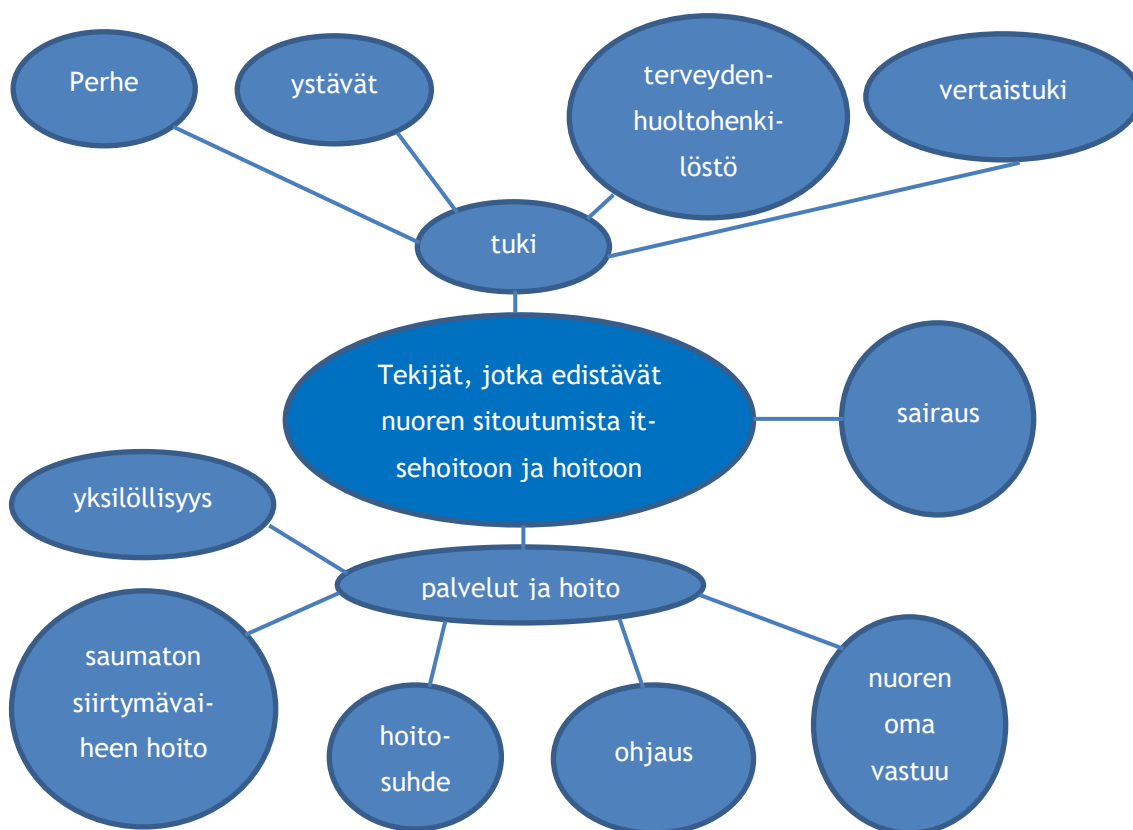 Perhe
ystävät
terveyden-
huoltohenki-
löstö
vertaistuki
tuki
Tekijät, jotka edistävät
nuoren sitoutumista it-
sehoitoon ja hoitoon
sairaus
yksilöllisyys
palvelut ja hoito
saumaton
siirtymävai-
heen hoito
hoito-
suhde
ohjaus
nuoren
oma
vastuu